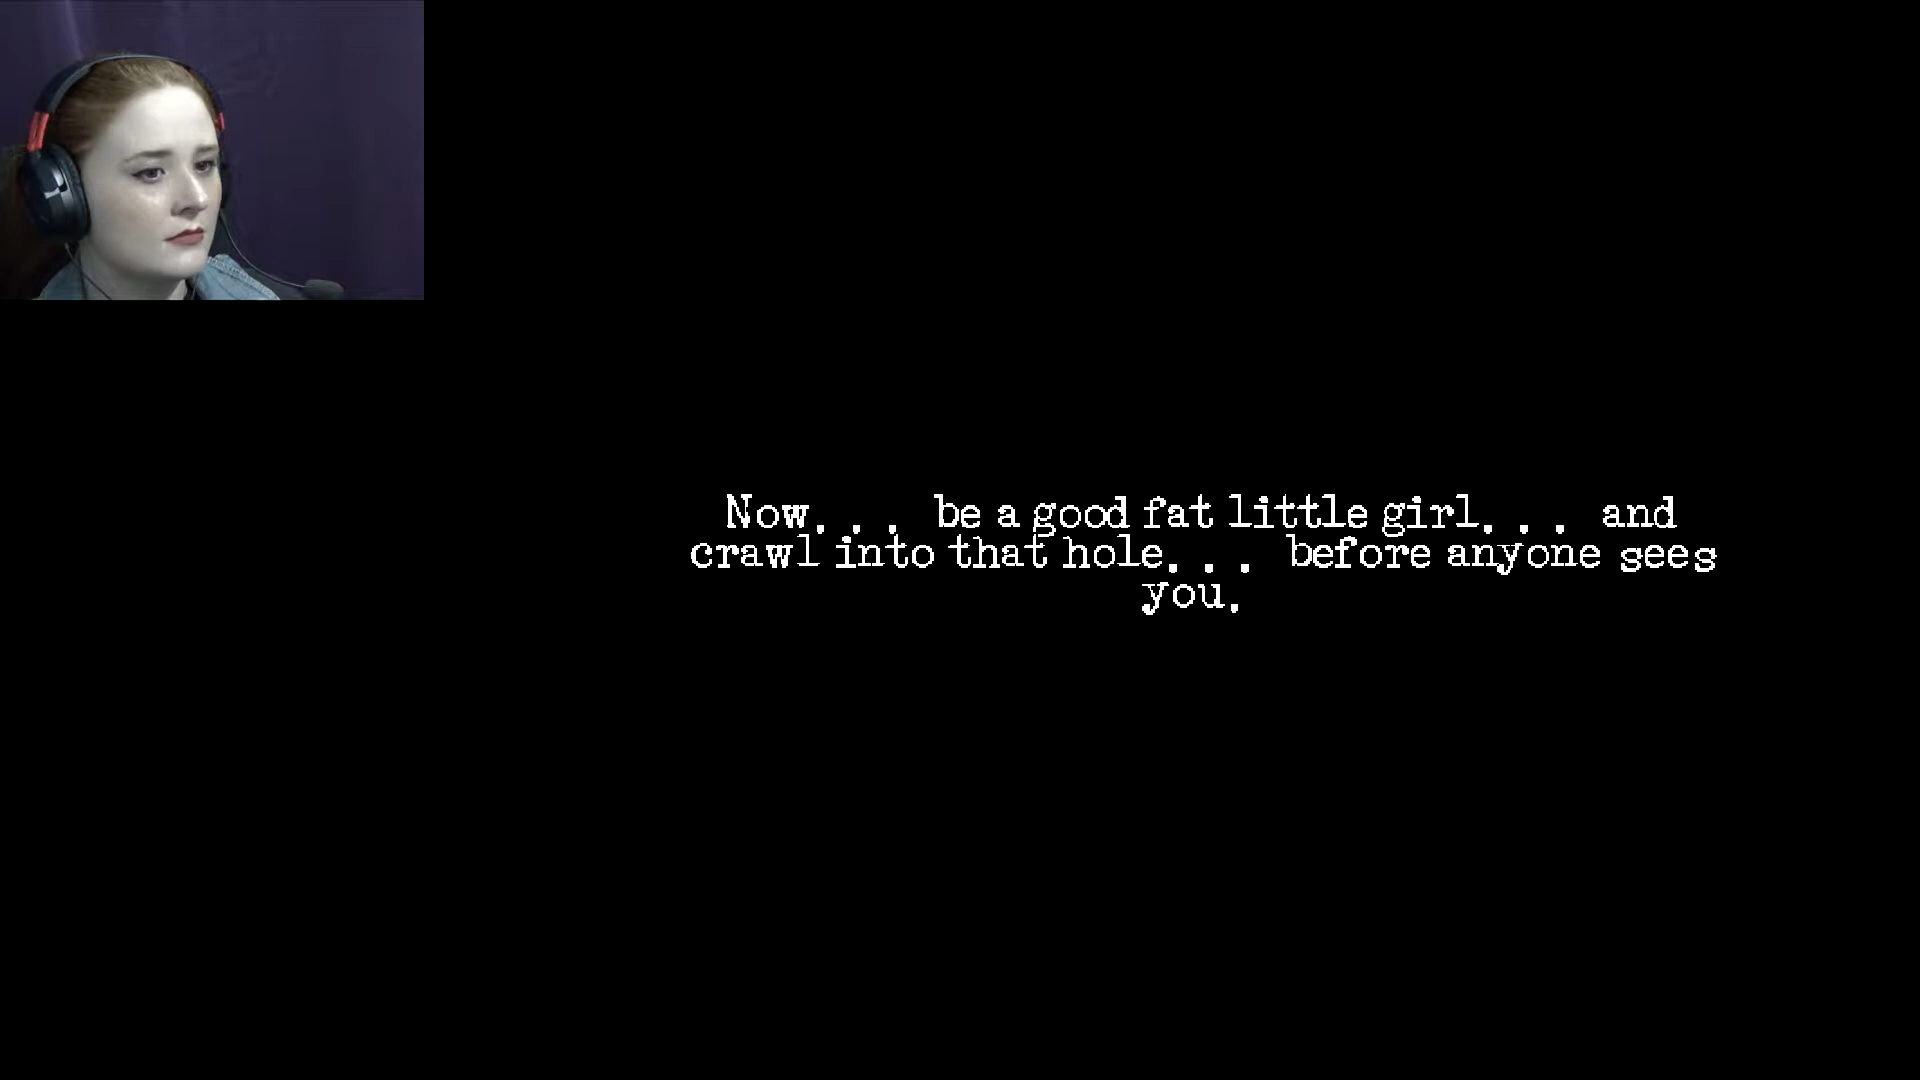 Now... be a good fat little girl... and
crawl into that hole... before anyone sees
you.